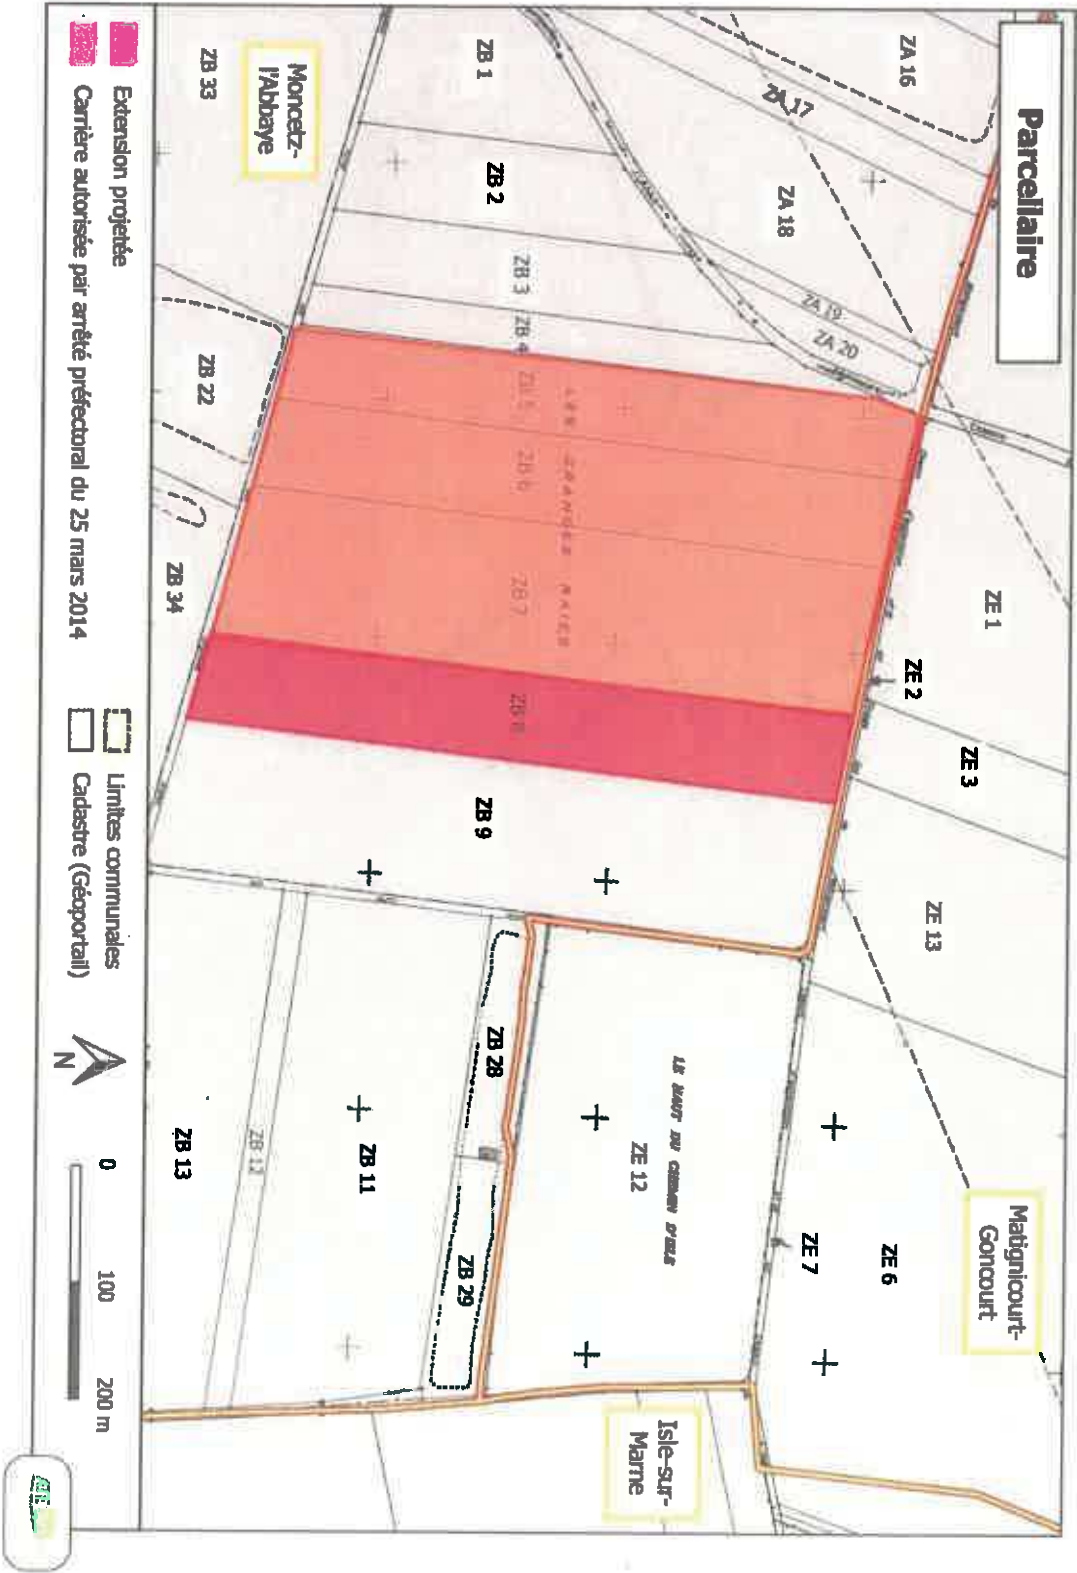 Parcellaire
ZA 16
ZA 17
ZA 18
ZA 19
ZA 20
ZB 1
ZB 2
ZB 3
ZB 4
ZB 5
ZB 6
ZB 7
ZB 8
LES GRANDES RAIES
ZB 9
ZB 33
Moncetz-
l'Abbaye
ZB 22
ZB 34
ZE 1
ZE 2
ZE 3
ZE 13
ZE 6
ZE 7
Matignicourt-
Goncourt
LE HAUT DU CHEMIN D'ISLE
ZE 12
ZB 28
ZB 29
ZB 11
ZB 12
ZB 13
Isle-sur-
Marne
Extension projetée
Carrière autorisée par arrêté préfectoral du 25 mars 2014
Limites communales
Cadastre (Géoportail)
N
0 100 200 m